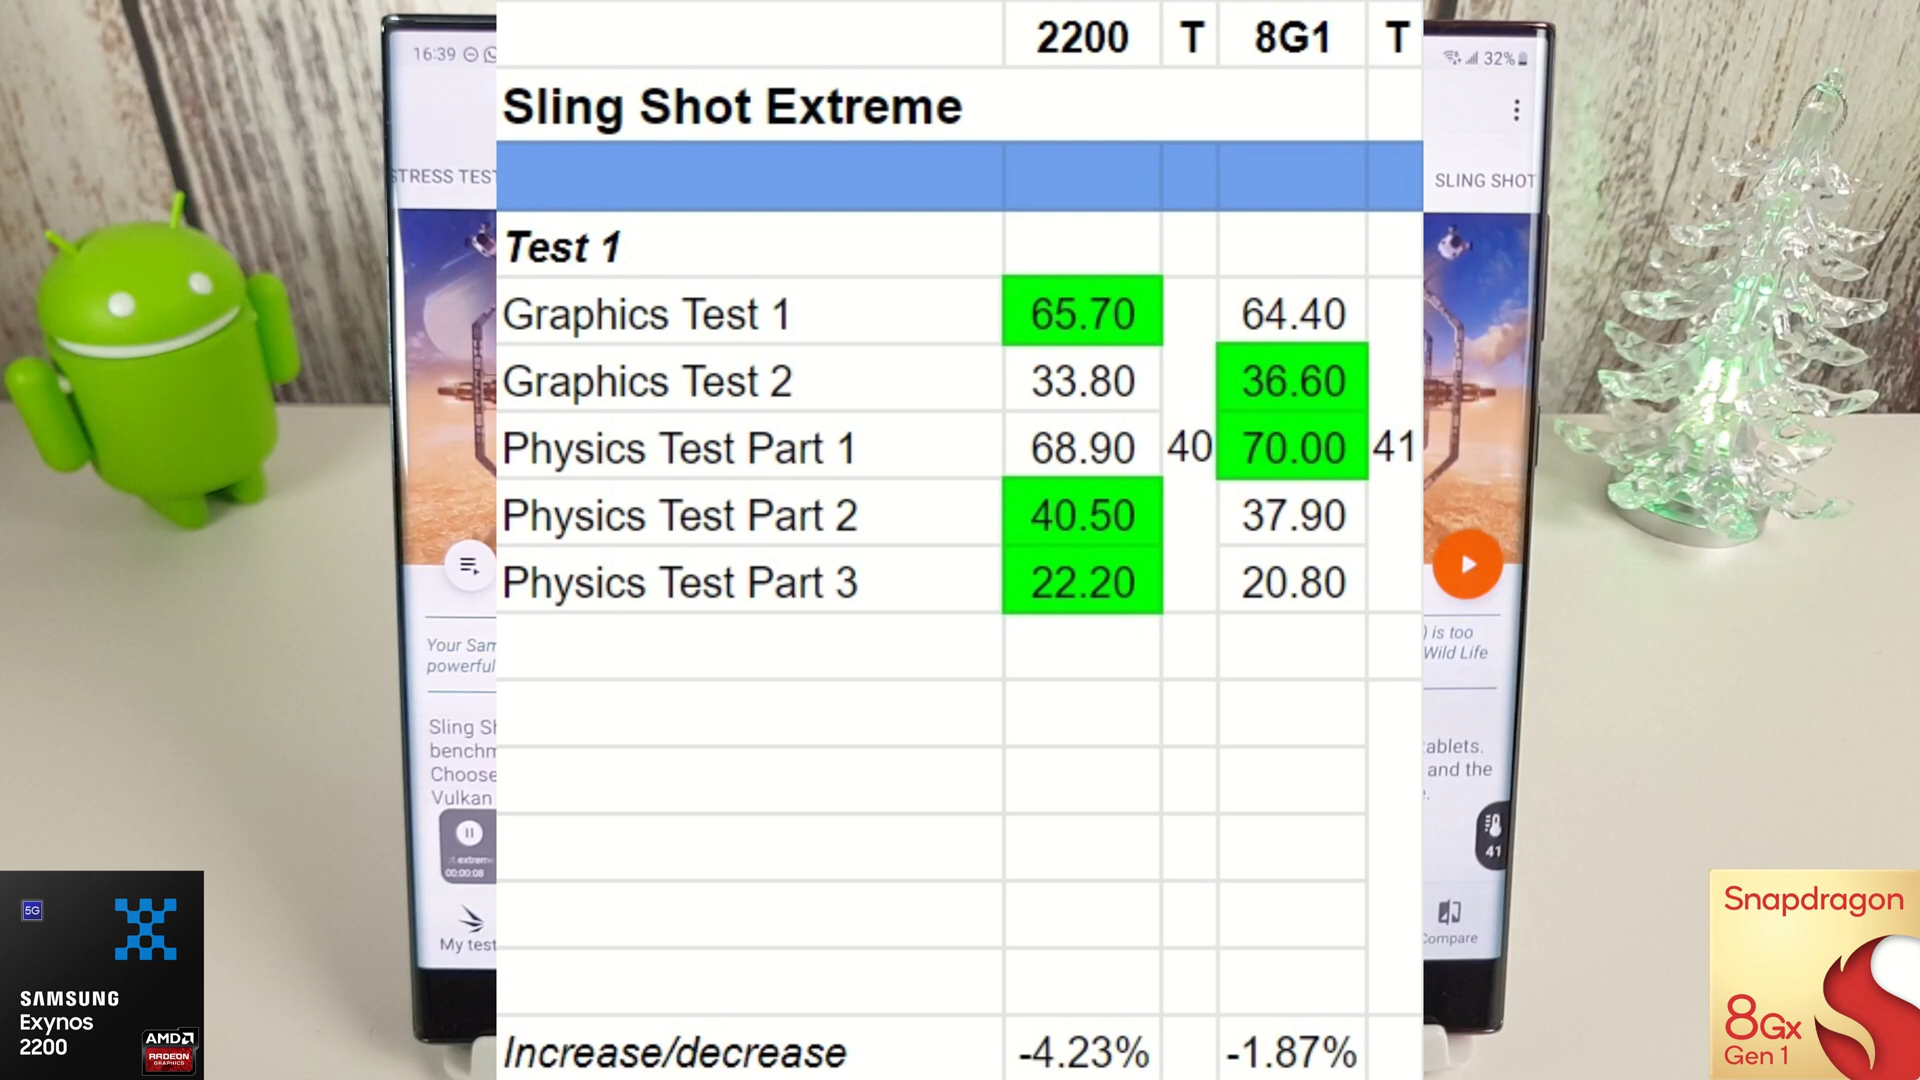 2200 T 8G1 T
Sling Shot Extreme
Test 1
Graphics Test 1 65.70 64.40
Graphics Test 2 33.80 36.60
Physics Test Part 1 68.90 40 70.00 41
Physics Test Part 2 40.50 37.90
Physics Test Part 3 22.20 20.80
Increase/decrease -4.23% -1.87%
16:39
STRESS TEST
Your Sam
powerful
Sling Sh
benchm
Choose
Vulkan
t extreme
00:00:08
My test
32%
SLING SHOT
) is too
Wild Life
tablets.
and the
41
Compare
5G
SAMSUNG
Exynos
2200
AMD
RADEON
GRAPHICS
Snapdragon
8Gx
Gen 1